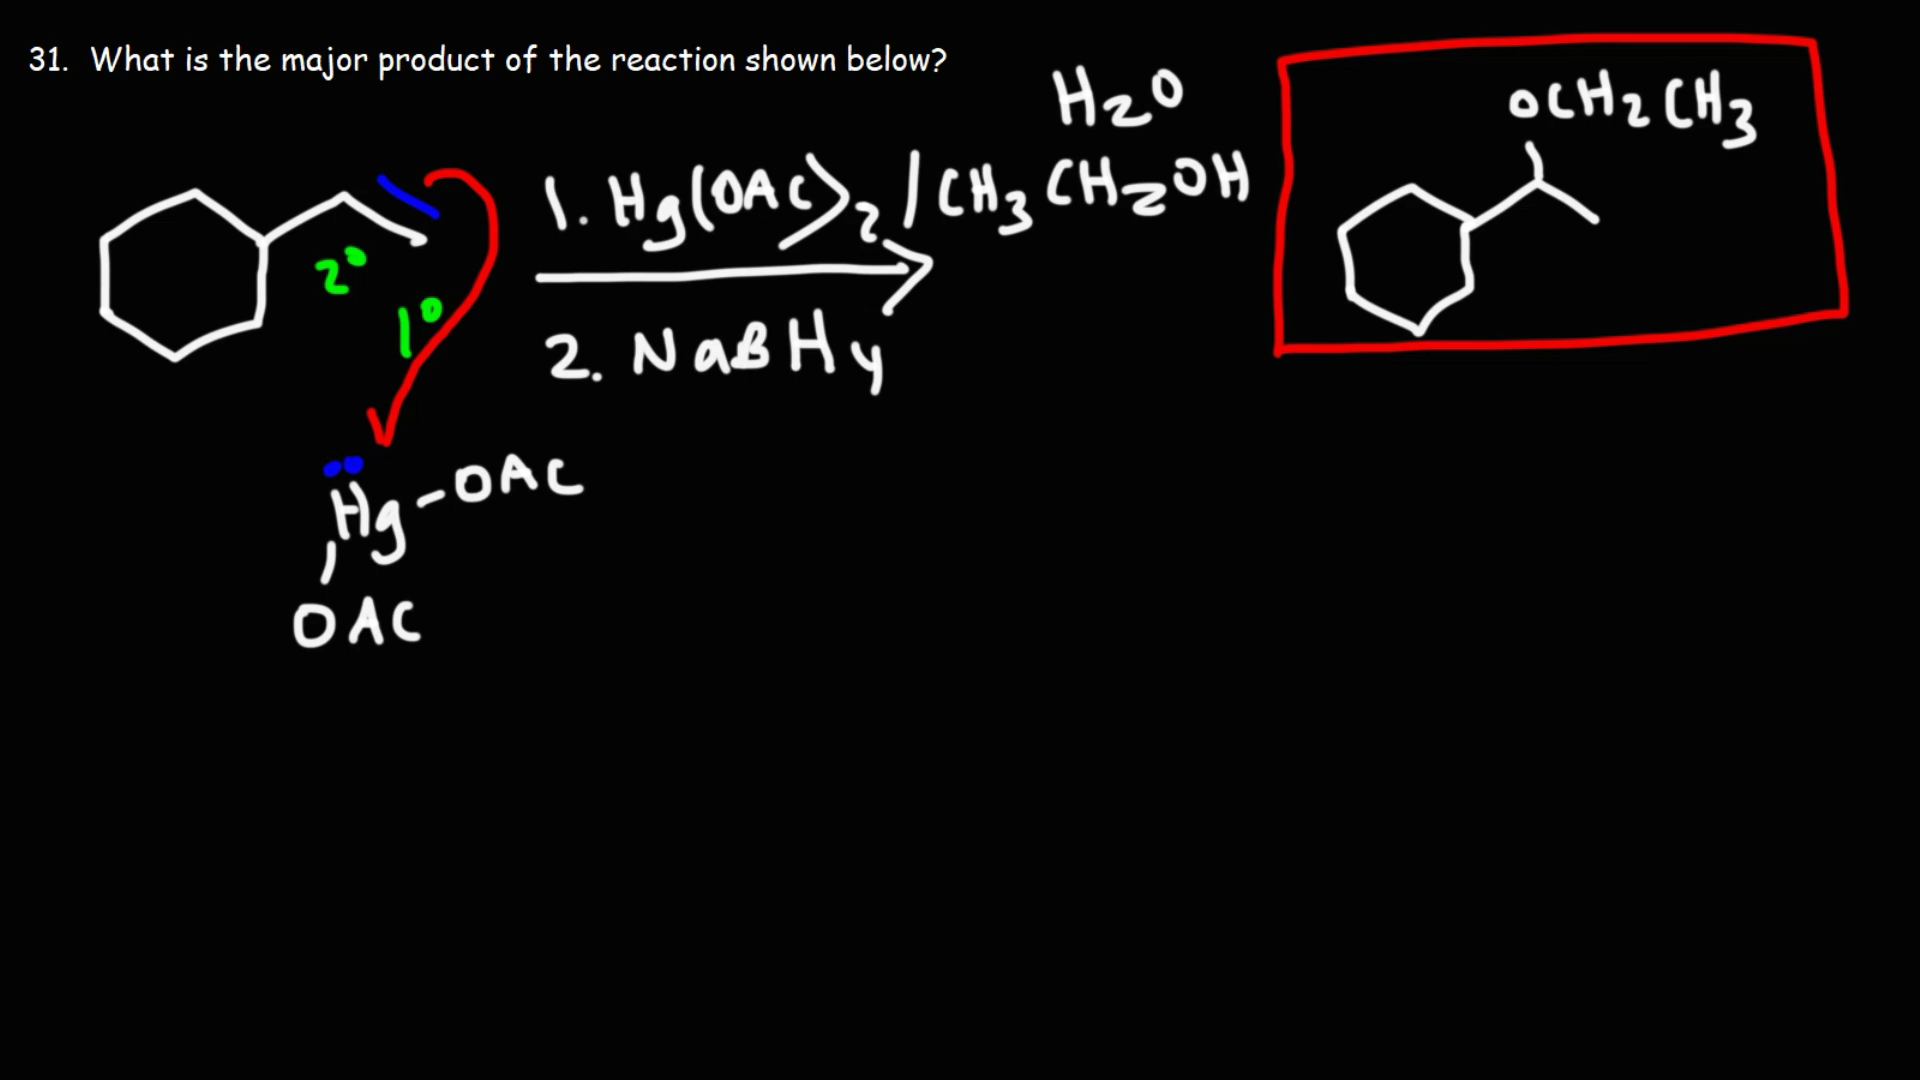 31. What is the major product of the reaction shown below?
H2O
OCH2CH3
1. Hg(OAC)2/CH3CH2OH
2° 1°
2. NaBH4
Hg-OAC
OAC